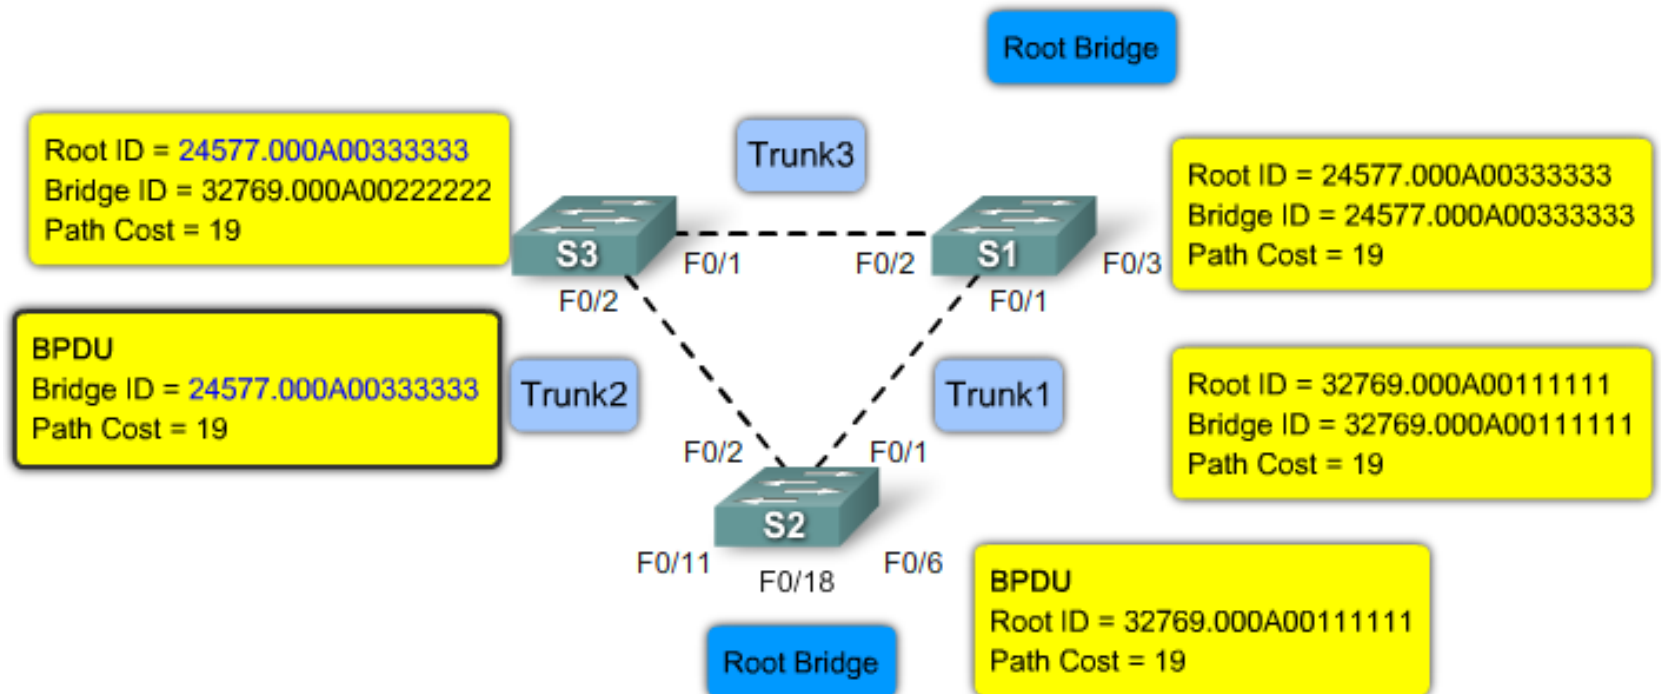 Root Bridge
Root ID = 24577.000A00333333
Bridge ID = 32769.000A00222222
Path Cost = 19
Trunk3
Root ID = 24577.000A00333333
Bridge ID = 24577.000A00333333
Path Cost = 19
S3
F0/1
F0/2
S1
F0/3
F0/2
F0/1
BPDU
Bridge ID = 24577.000A00333333
Path Cost = 19
Trunk2
Trunk1
Root ID = 32769.000A00111111
Bridge ID = 32769.000A00111111
Path Cost = 19
F0/2
F0/1
S2
F0/11
F0/18
F0/6
BPDU
Root ID = 32769.000A00111111
Path Cost = 19
Root Bridge